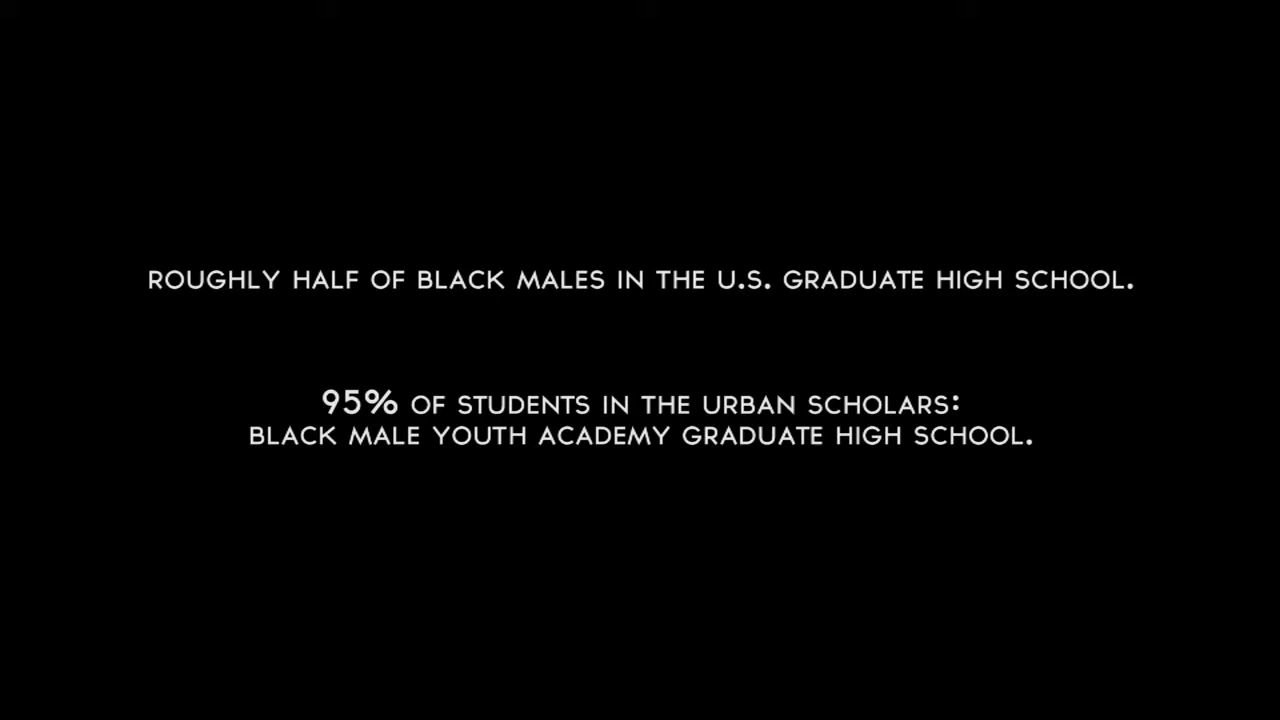 ROUGHLY HALF OF BLACK MALES IN THE U.S. GRADUATE HIGH SCHOOL.
95% OF STUDENTS IN THE URBAN SCHOLARS:
BLACK MALE YOUTH ACADEMY GRADUATE HIGH SCHOOL.